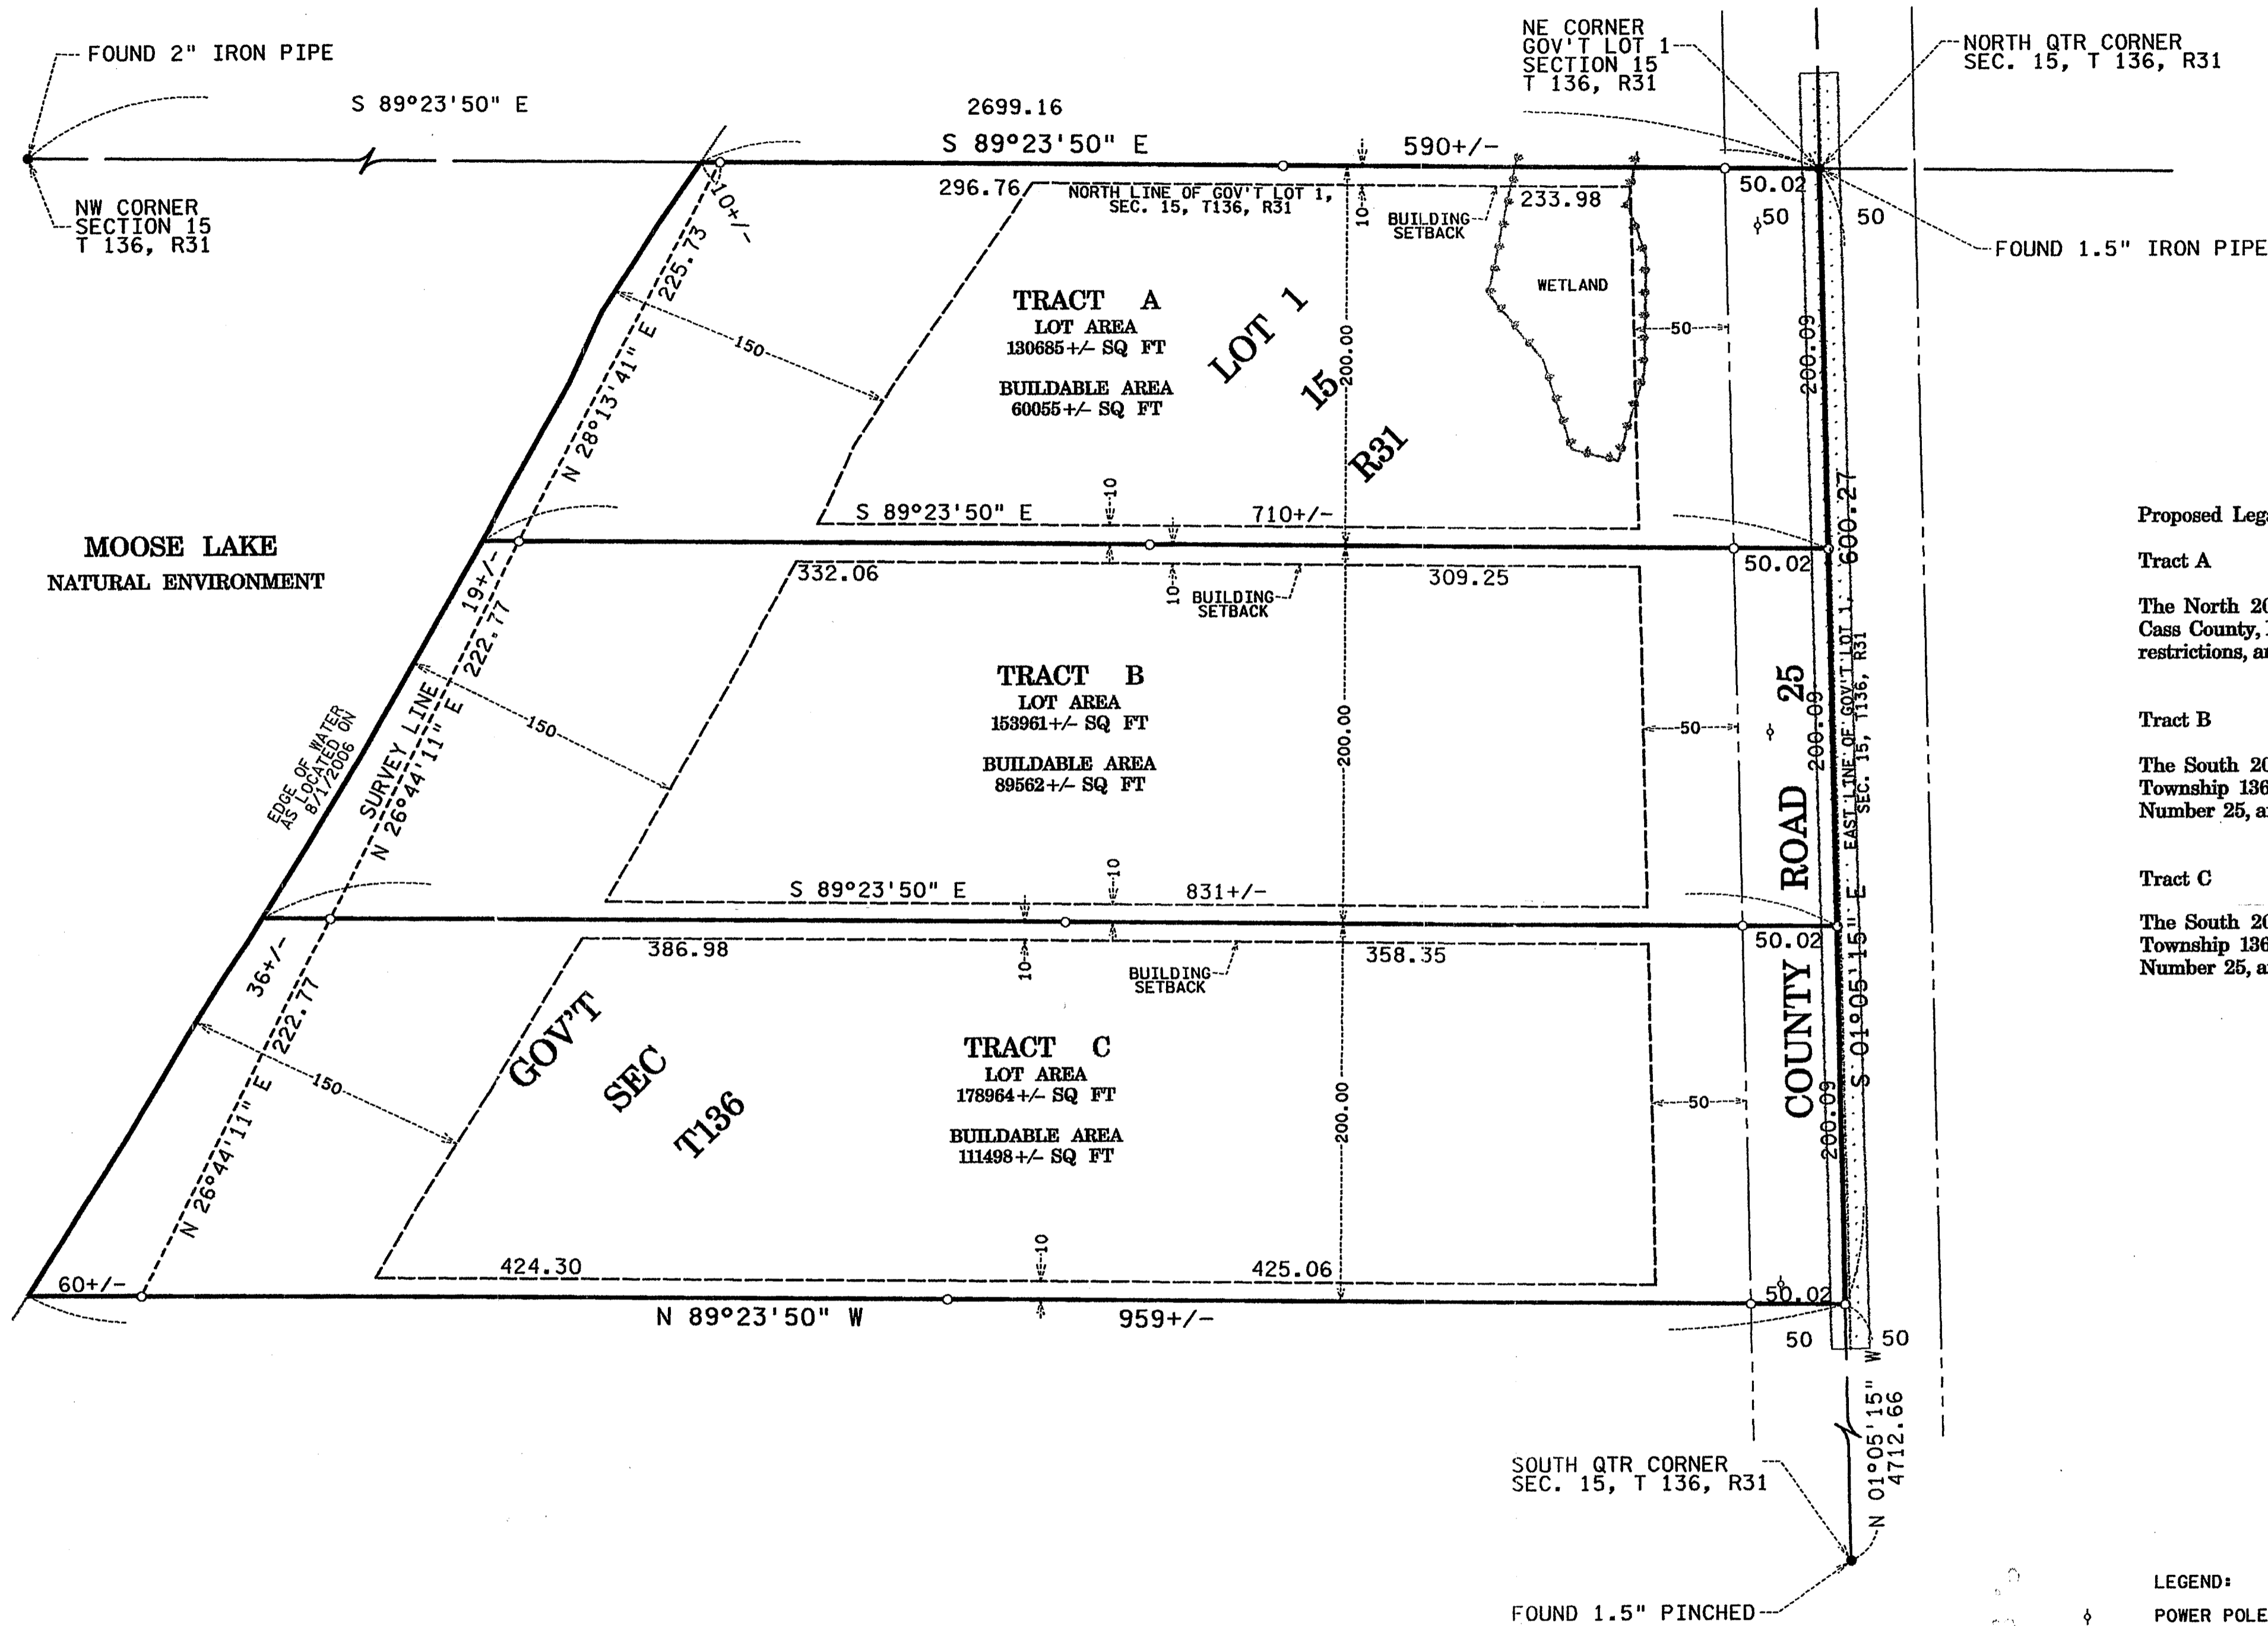 FOUND 2" IRON PIPE
S 89°23'50" E
2699.16
S 89°23'50" E
590+/-
NE CORNER
GOV'T LOT 1
SECTION 15
T 136, R31
NORTH QTR CORNER
SEC. 15, T 136, R31
NW CORNER
SECTION 15
T 136, R31
10+/-
296.76
NORTH LINE OF GOV'T LOT 1,
SEC. 15, T136, R31
10
BUILDING
SETBACK
233.98
50.02
50
50
FOUND 1.5" IRON PIPE
WETLAND
225.73
N 28°13'41" E
150
TRACT A
LOT AREA
130685+/- SQ FT
BUILDABLE AREA
60055+/- SQ FT
LOT 1
15
R31
200.00
50
200.09
600.27
10
S 89°23'50" E
710+/-
MOOSE LAKE
NATURAL ENVIRONMENT
19+/-
332.06
10
BUILDING
SETBACK
309.25
50.02
222.77
N 26°44'11" E
SURVEY LINE
EDGE OF WATER
AS LOCATED ON
8/1/2006
150
TRACT B
LOT AREA
153961+/- SQ FT
BUILDABLE AREA
89562+/- SQ FT
200.00
50
200.09
EAST LINE OF GOV'T LOT 1,
SEC. 15, T136, R31
COUNTY ROAD 25
S 01°05'15" E
10
S 89°23'50" E
831+/-
36+/-
386.98
10
BUILDING
SETBACK
358.35
50.02
222.77
N 26°44'11" E
150
GOV'T
SEC
T136
TRACT C
LOT AREA
178964+/- SQ FT
BUILDABLE AREA
111498+/- SQ FT
200.00
50
200.09
10
60+/-
424.30
425.06
50.02
N 89°23'50" W
959+/-
50
50
N 01°05'15" W
4712.66
SOUTH QTR CORNER
SEC. 15, T 136, R31
FOUND 1.5" PINCHED
Proposed Leg
Tract A
The North 20
Cass County,
restrictions, a
Tract B
The South 20
Township 136
Number 25, a
Tract C
The South 20
Township 136
Number 25, a
LEGEND:
POWER POLE